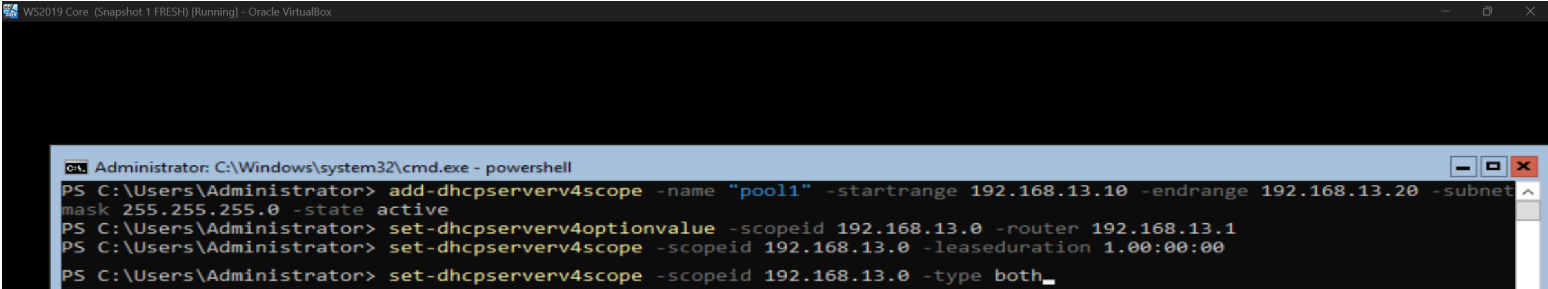 WS2019 Core (Snapshot 1 FRESH) [Running] - Oracle VirtualBox
Administrator: C:\Windows\system32\cmd.exe - powershell
PS C:\Users\Administrator> add-dhcpserverv4scope -name "pool1" -startrange 192.168.13.10 -endrange 192.168.13.20 -subnet
mask 255.255.255.0 -state active
PS C:\Users\Administrator> set-dhcpserverv4optionvalue -scopeid 192.168.13.0 -router 192.168.13.1
PS C:\Users\Administrator> set-dhcpserverv4scope -scopeid 192.168.13.0 -leaseduration 1.00:00:00
PS C:\Users\Administrator> set-dhcpserverv4scope -scopeid 192.168.13.0 -type both